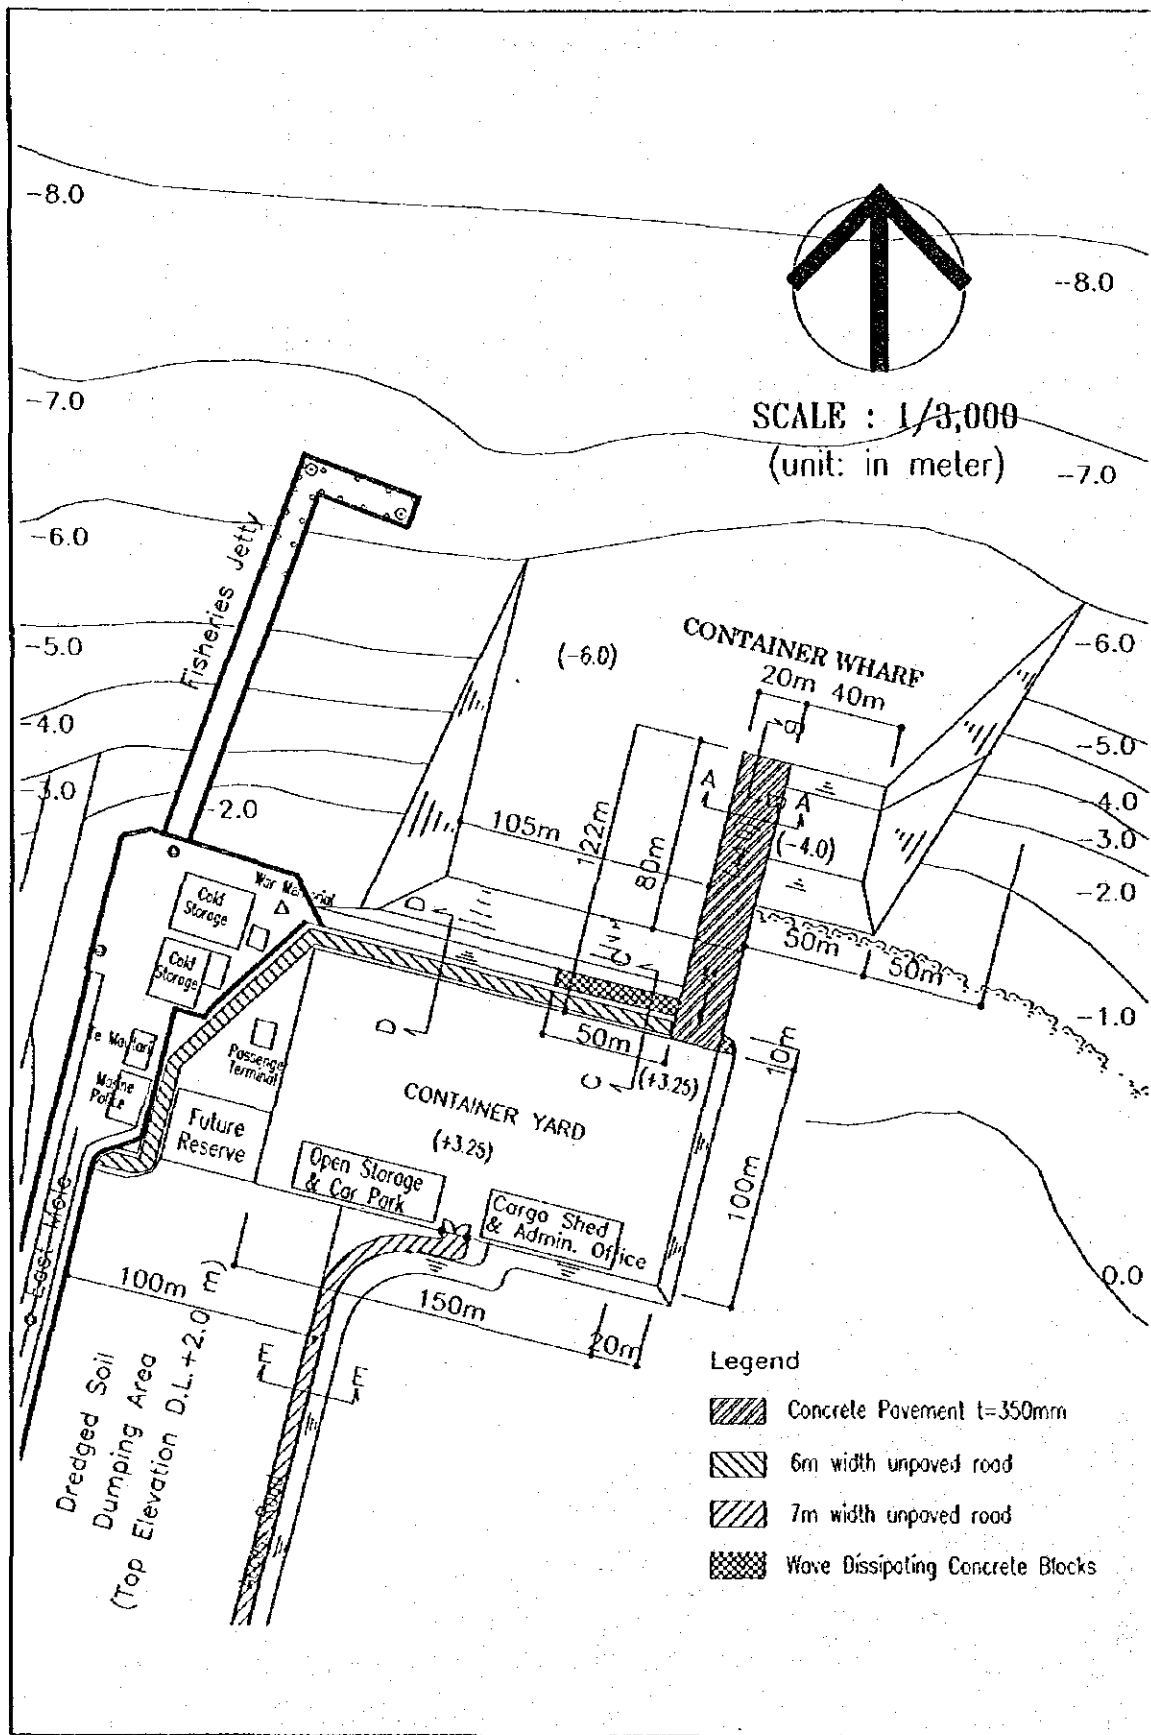 -8.0
--8.0
SCALE : 1/3,000
(unit: in meter)
-7.0
-7.0
-6.0
Fisheries Jetty
-5.0
(-6.0)
CONTAINER WHARF
-6.0
20m 40m
-4.0
-5.0
-3.0
-2.0
105m
122m
80m
A
A
B
(-4.0)
-4.0
-3.0
-2.0
Cold
Storage
War Memorial
Cold
Storage
D
D
C
C
50m
50m
50m
-1.0
10m
(+3.25)
Passenger
Terminal
Marine
Police
Future
Reserve
CONTAINER YARD
(+3.25)
Open Storage
& Car Park
Cargo Shed
& Admin. Office
100m
0.0
East Mole
100m
150m
20m
E
E
Dredged Soil
Dumping Area
(Top Elevation D.L.+2.0 m)
Legend
Concrete Pavement t=350mm
6m width unpaved road
7m width unpaved road
Wave Dissipating Concrete Blocks